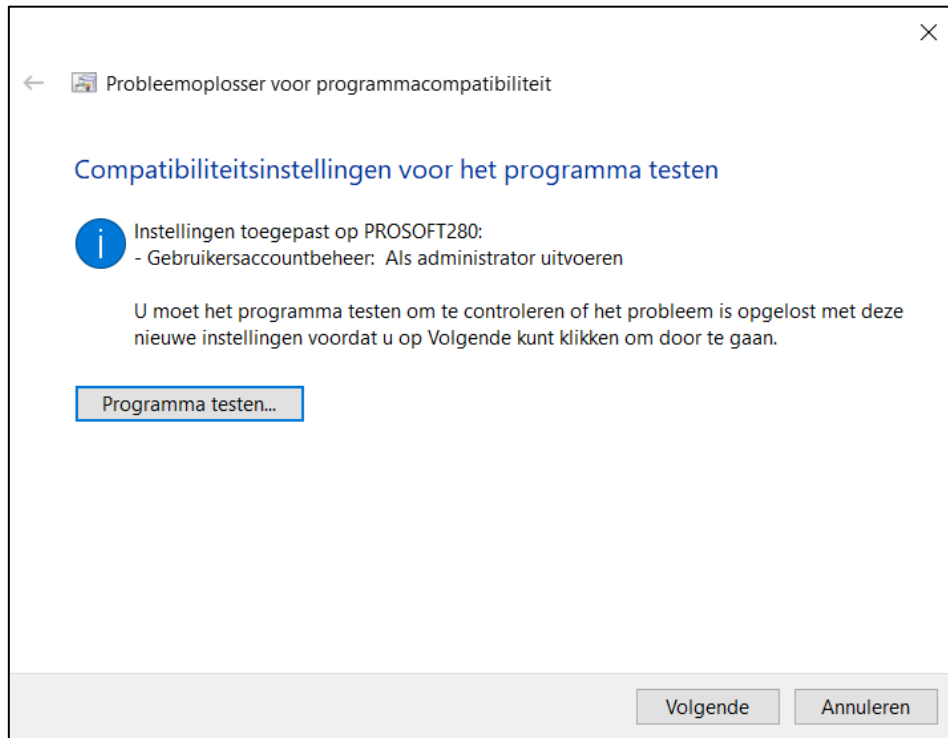 Probleemoplosser voor programmacompatibiliteit
Compatibiliteitsinstellingen voor het programma testen
Instellingen toegepast op PROSOFT280:
- Gebruikersaccountbeheer: Als administrator uitvoeren
U moet het programma testen om te controleren of het probleem is opgelost met deze
nieuwe instellingen voordat u op Volgende kunt klikken om door te gaan.
Programma testen...
Volgende
Annuleren